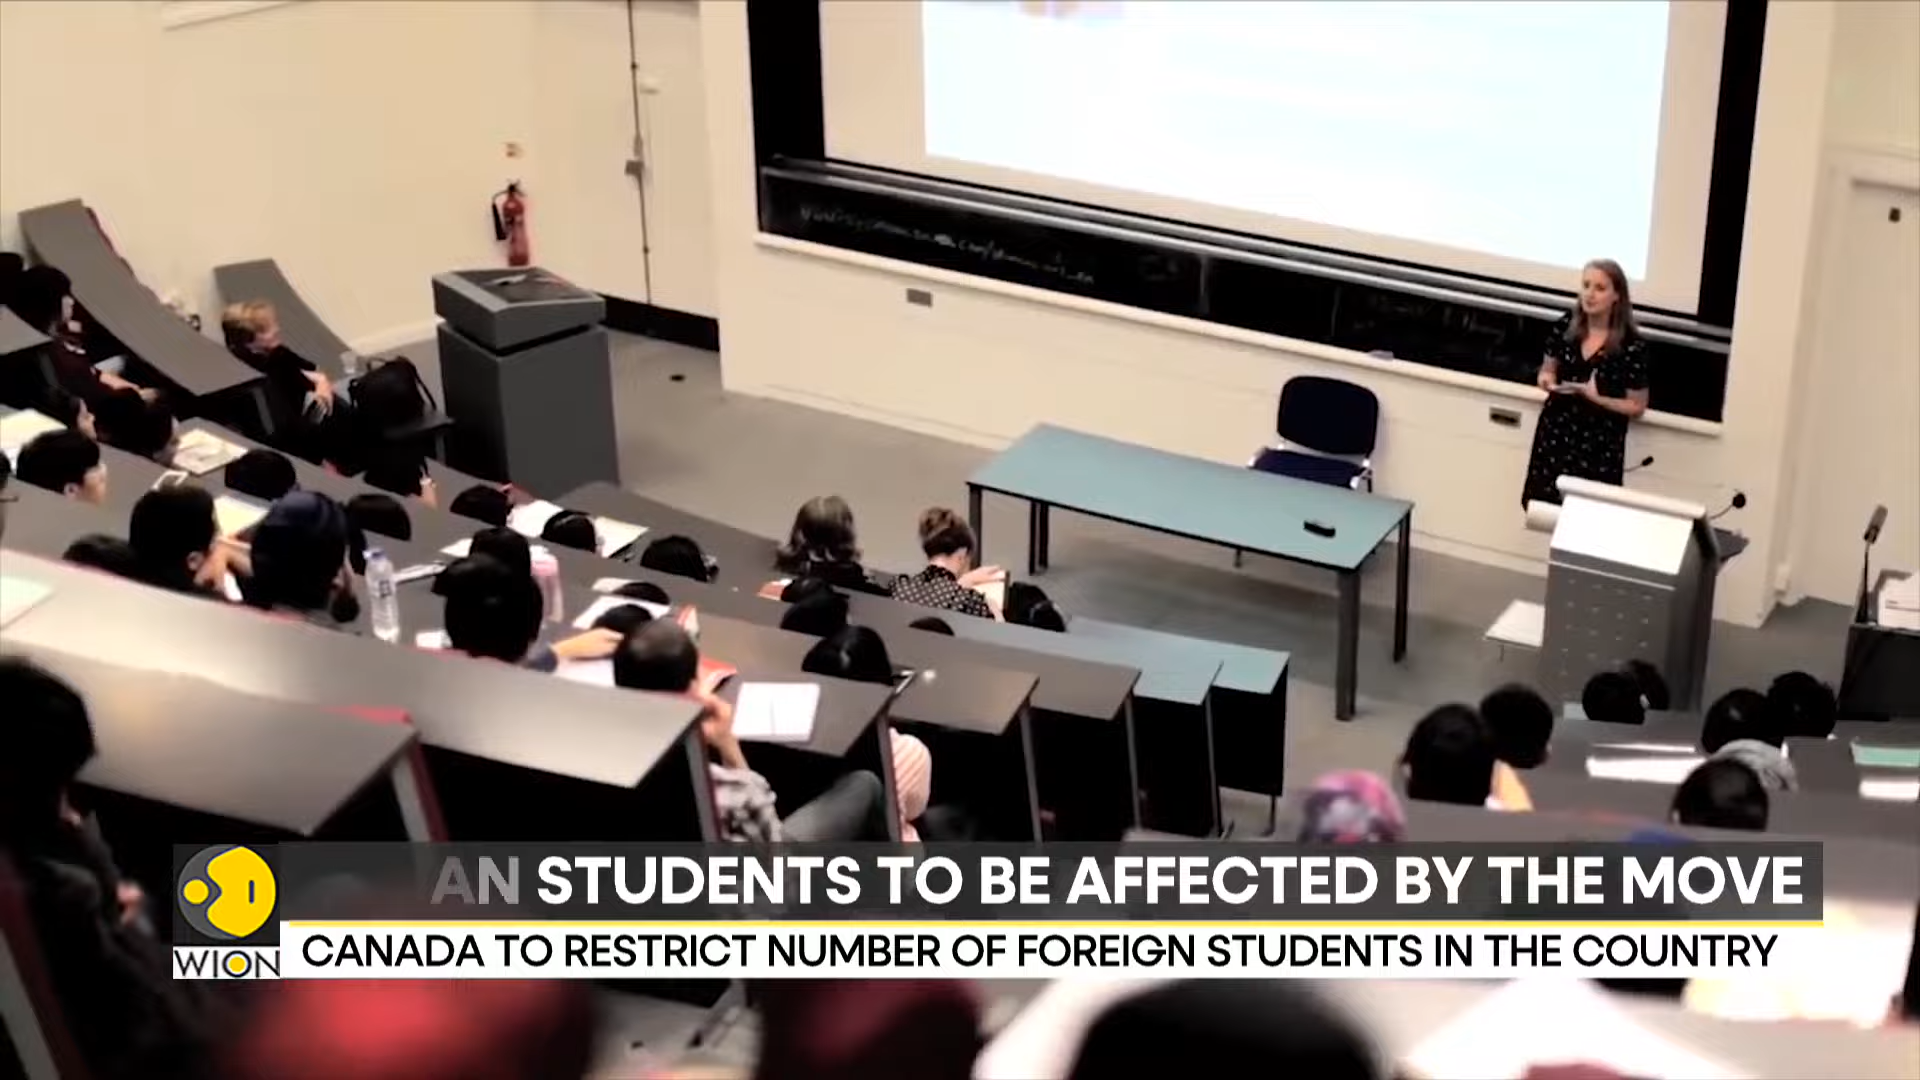 AN STUDENTS TO BE AFFECTED BY THE MOVE
CANADA TO RESTRICT NUMBER OF FOREIGN STUDENTS IN THE COUNTRY
WION